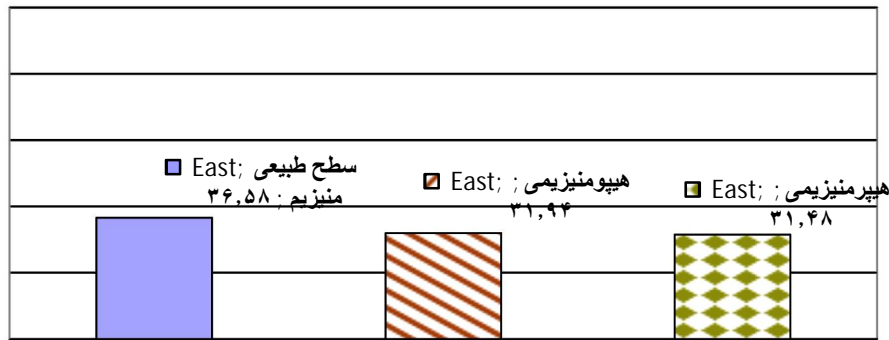 سطح طبیعی ;East
منیزیم ; ۳۶,۵۸
هیپومنیزیمی ; ;East
۳۱,۹۴
هیپرمنیزیمی ; ;East
۳۱,۴۸